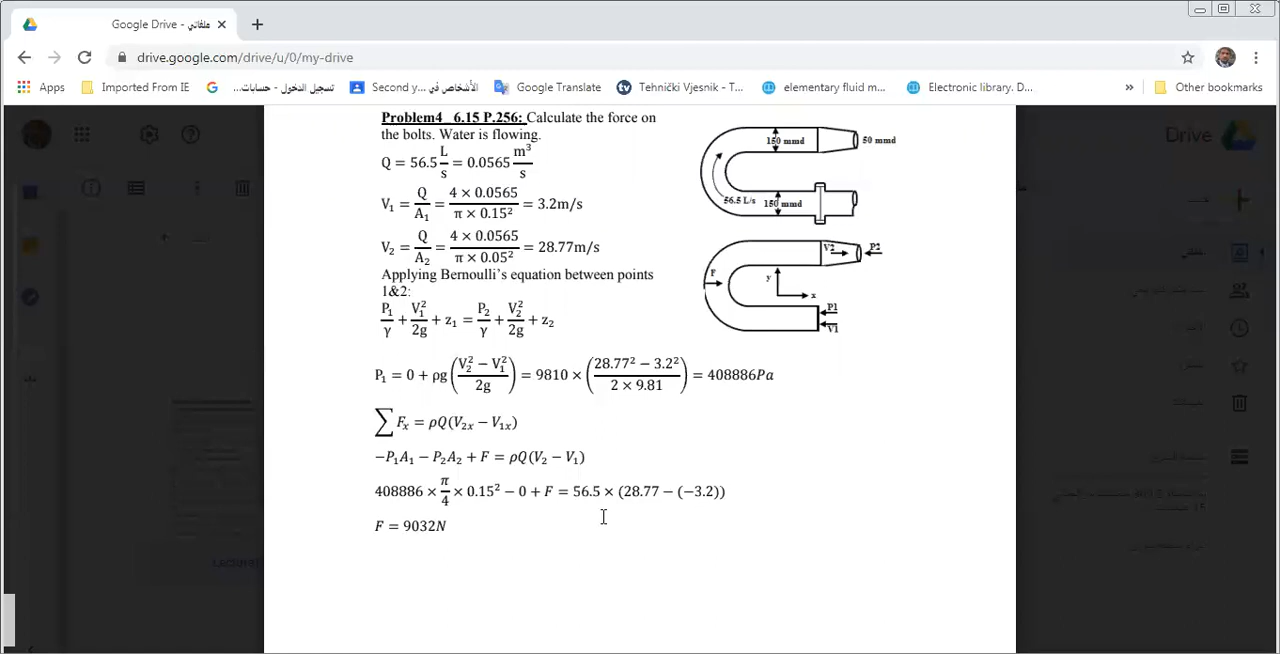 Google Drive - ملفاتي
drive.google.com/drive/u/0/my-drive
Apps Imported From IE تسجيل الدخول - حسابات... Second y... الأشخاص في Google Translate Tehnički Vjesnik - T... elementary fluid m... Electronic library. D... » Other bookmarks
Drive
Problem4 6.15 P.256: Calculate the force on
the bolts. Water is flowing.
Q = 56.5 L/s = 0.0565 m³/s
V₁ = Q/A₁ = (4 × 0.0565)/(π × 0.15²) = 3.2m/s
V₂ = Q/A₂ = (4 × 0.0565)/(π × 0.05²) = 28.77m/s
Applying Bernoulli's equation between points
1&2:
P₁/γ + V₁²/2g + z₁ = P₂/γ + V₂²/2g + z₂
P₁ = 0 + ρg((V₂² − V₁²)/2g) = 9810 × ((28.77² − 3.2²)/(2 × 9.81)) = 408886Pa
∑Fₓ = ρQ(V₂ₓ − V₁ₓ)
−P₁A₁ − P₂A₂ + F = ρQ(V₂ − V₁)
408886 × π/4 × 0.15² − 0 + F = 56.5 × (28.77 − (−3.2))
F = 9032N
150 mmd
50 mmd
56.5 L/s
150 mmd
V2
P2
F
y
x
P1
V1